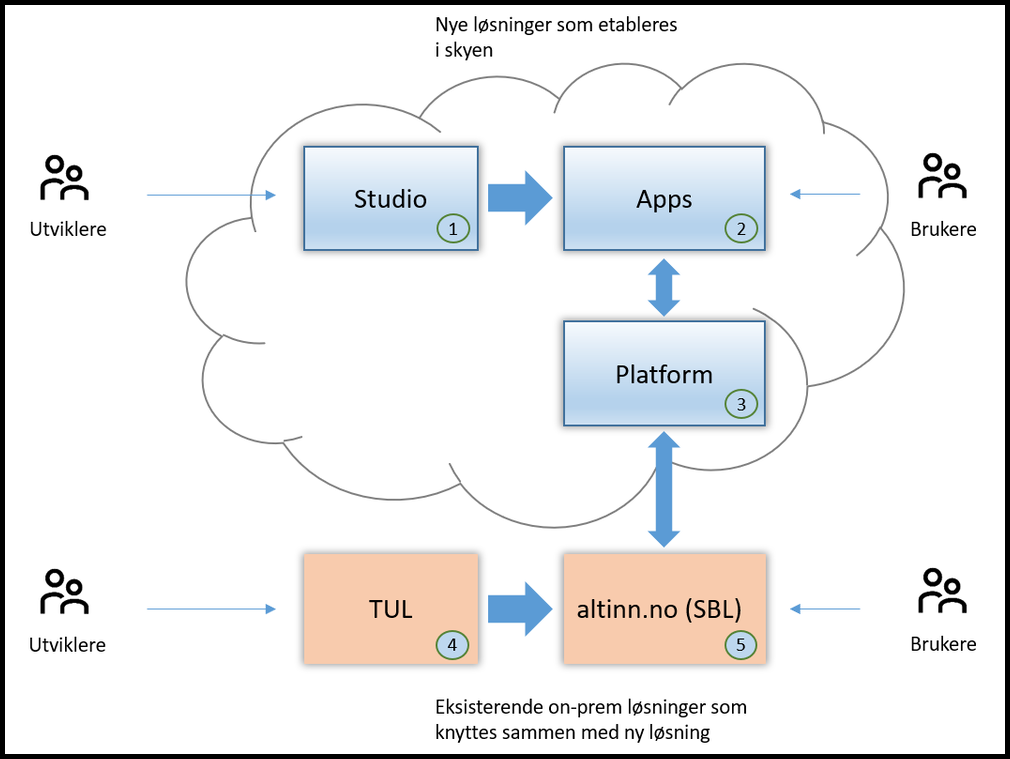 Nye løsninger som etableres
i skyen
Utviklere
Studio
1
Apps
2
Brukere
Platform
3
Utviklere
TUL
4
altinn.no (SBL)
5
Brukere
Eksisterende on-prem løsninger som
knyttes sammen med ny løsning